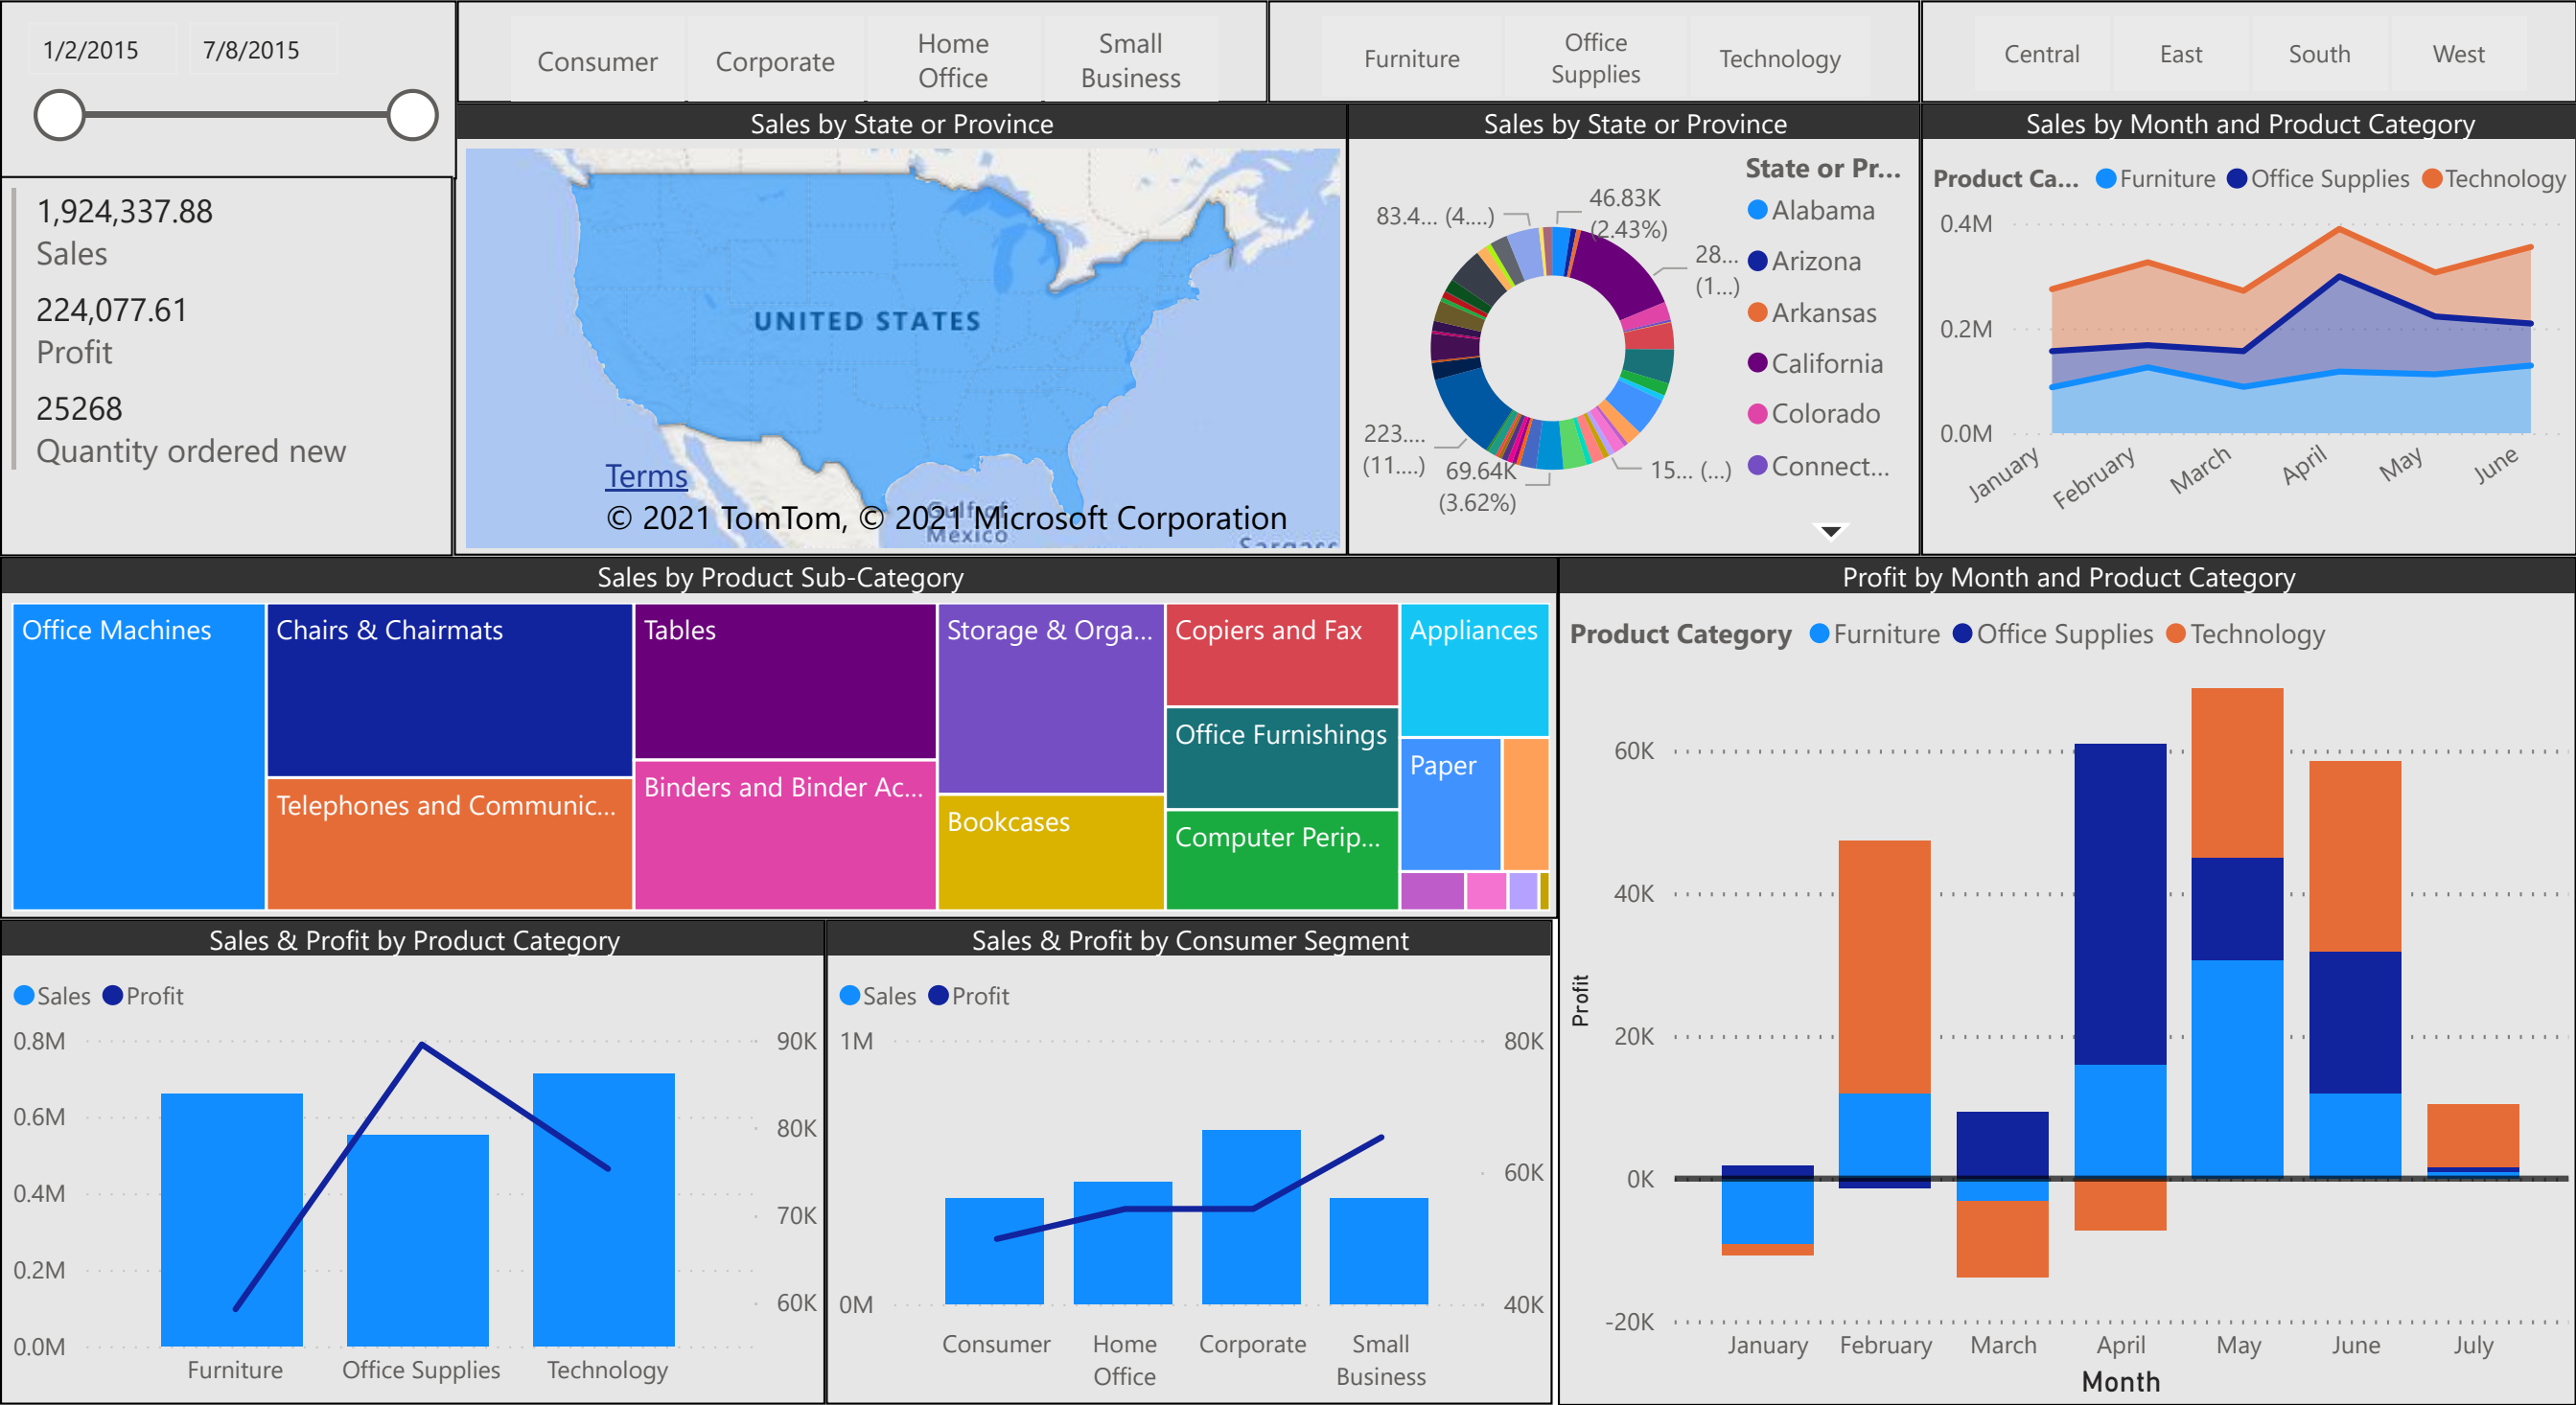 1/2/2015
7/8/2015
Consumer
Corporate
Home
Office
Small
Business
Furniture
Office
Supplies
Technology
Central
East
South
West
1,924,337.88
Sales
224,077.61
Profit
25268
Quantity ordered new
Sales by State or Province
UNITED STATES
Gulf of
Mexico
Terms
© 2021 TomTom, © 2021 Microsoft Corporation
Sales by State or Province
83.4... (4....)
46.83K
(2.43%)
28...
(1...)
223....
(11....)
69.64K
(3.62%)
15... (...)
State or Pr...
Alabama
Arizona
Arkansas
California
Colorado
Connect...
Sales by Month and Product Category
Product Ca... Furniture Office Supplies Technology
0.4M
0.2M
0.0M
January
February
March
April
May
June
Sales by Product Sub-Category
Office Machines
Chairs & Chairmats
Telephones and Communic...
Tables
Binders and Binder Ac...
Storage & Orga...
Bookcases
Copiers and Fax
Office Furnishings
Computer Perip...
Appliances
Paper
Sales & Profit by Product Category
Sales Profit
0.8M
0.6M
0.4M
0.2M
0.0M
90K
80K
70K
60K
Furniture
Office Supplies
Technology
Sales & Profit by Consumer Segment
Sales Profit
1M
0M
80K
60K
40K
Consumer
Home
Office
Corporate
Small
Business
Profit by Month and Product Category
Product Category Furniture Office Supplies Technology
Profit
60K
40K
20K
0K
-20K
January
February
March
April
May
June
July
Month